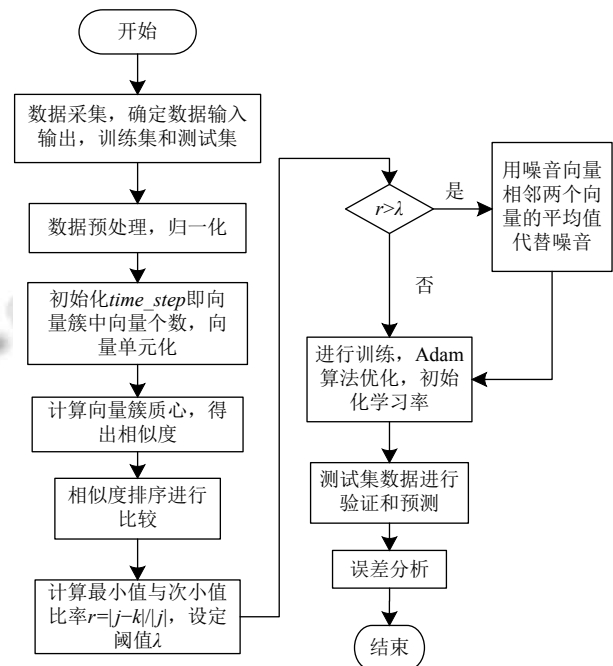 开始
数据采集，确定数据输入
输出，训练集和测试集
数据预处理，归一化
初始化time_step即向
量簇中向量个数，向
量单元化
计算向量簇质心，得
出相似度
相似度排序进行
比较
计算最小值与次小值
比率r=|j−k|/|j|，设定
阈值λ
r>λ
是
用噪音向量
相邻两个向
量的平均值
代替噪音
否
进行训练，Adam
算法优化，初始
化学习率
测试集数据进行
验证和预测
误差分析
结束